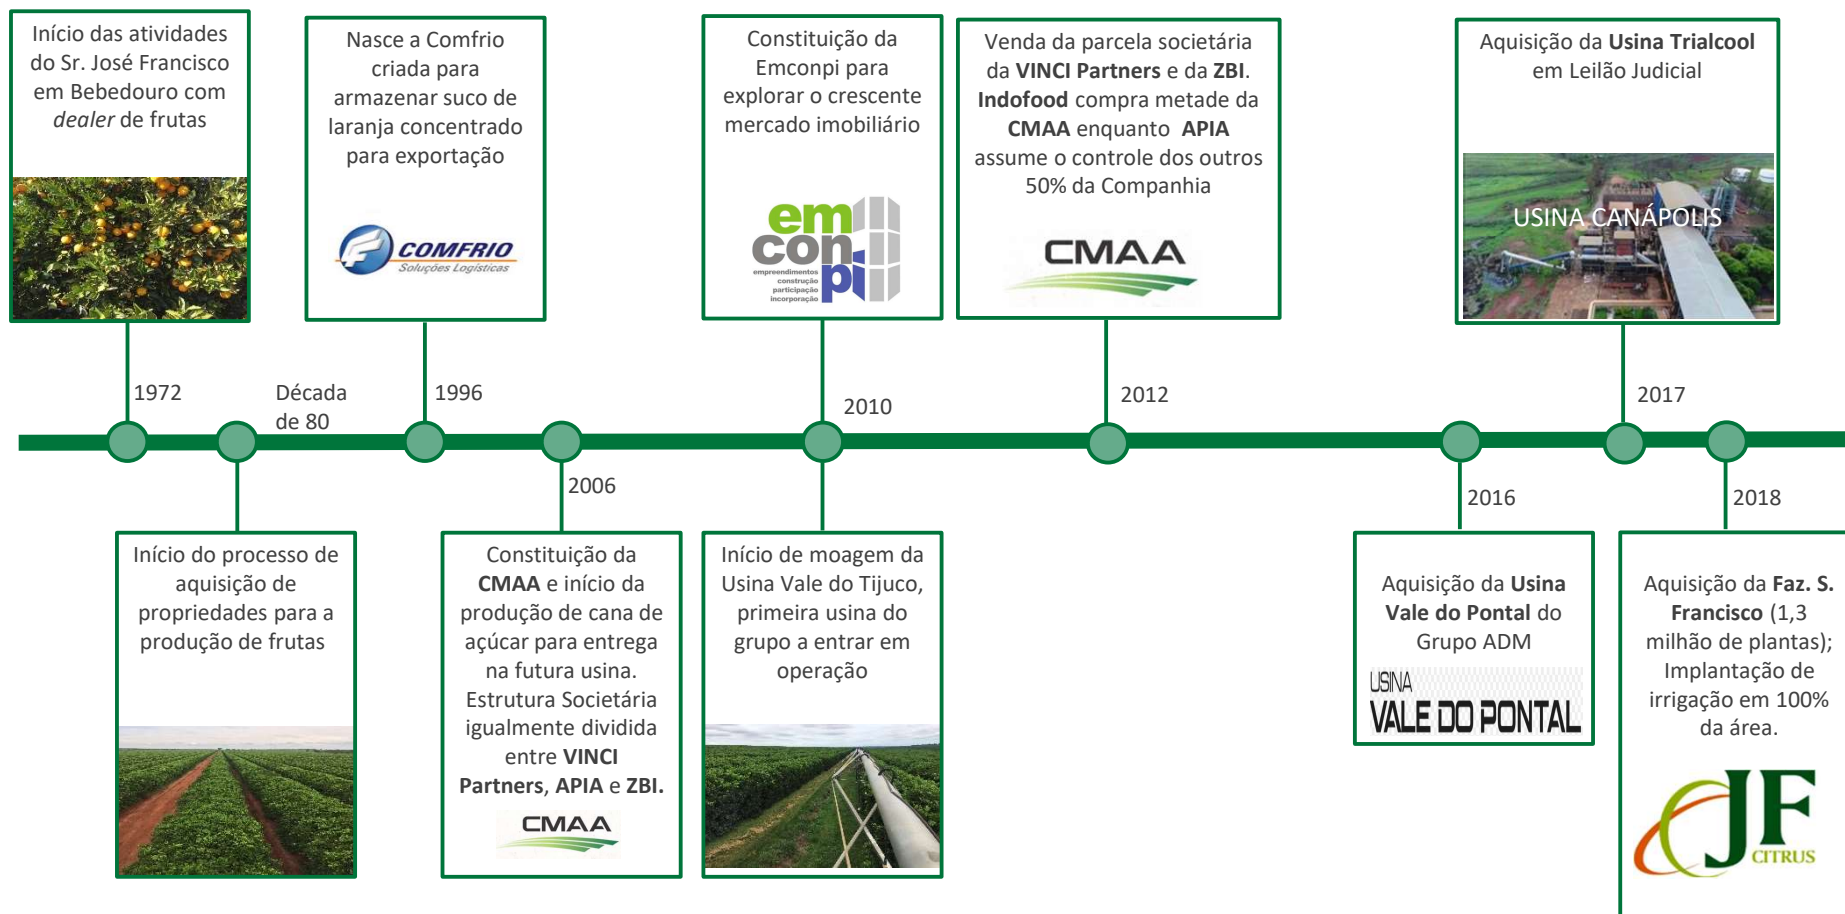 Início das atividades
do Sr. José Francisco
em Bebedouro com
dealer de frutas
Nasce a Comfrio
criada para
armazenar suco de
laranja concentrado
para exportação
COMFRIO
Soluções Logísticas
Constituição da
Emconpi para
explorar o crescente
mercado imobiliário
em
con
pi
empreendimentos
construção
participação
incorporação
Venda da parcela societária
da VINCI Partners e da ZBI.
Indofood compra metade da
CMAA enquanto APIA
assume o controle dos outros
50% da Companhia
CMAA
Aquisição da Usina Trialcool
em Leilão Judicial
USINA CANÁPOLIS
1972
Década
de 80
1996
2006
2010
2012
2016
2017
2018
Início do processo de
aquisição de
propriedades para a
produção de frutas
Constituição da
CMAA e início da
produção de cana de
açúcar para entrega
na futura usina.
Estrutura Societária
igualmente dividida
entre VINCI
Partners, APIA e ZBI.
CMAA
Início de moagem da
Usina Vale do Tijuco,
primeira usina do
grupo a entrar em
operação
Aquisição da Usina
Vale do Pontal do
Grupo ADM
USINA
VALE DO PONTAL
Aquisição da Faz. S.
Francisco (1,3
milhão de plantas);
Implantação de
irrigação em 100%
da área.
JF
CITRUS